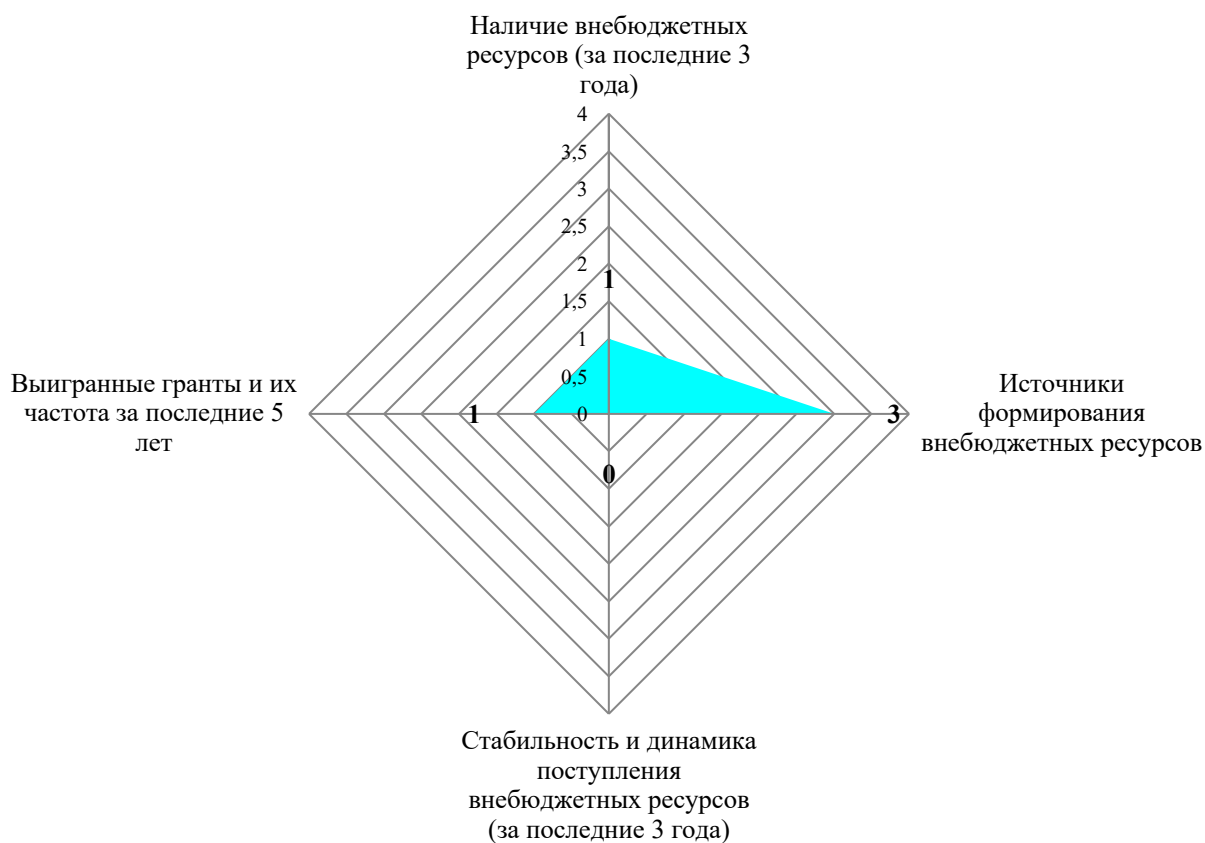 Наличие внебюджетных
ресурсов (за последние 3
года)
4
3,5
3
2,5
2
1
1,5
1
0,5
0
Выигранные гранты и их
частота за последние 5
лет
1
3
Источники
формирования
внебюджетных ресурсов
0
Стабильность и динамика
поступления
внебюджетных ресурсов
(за последние 3 года)